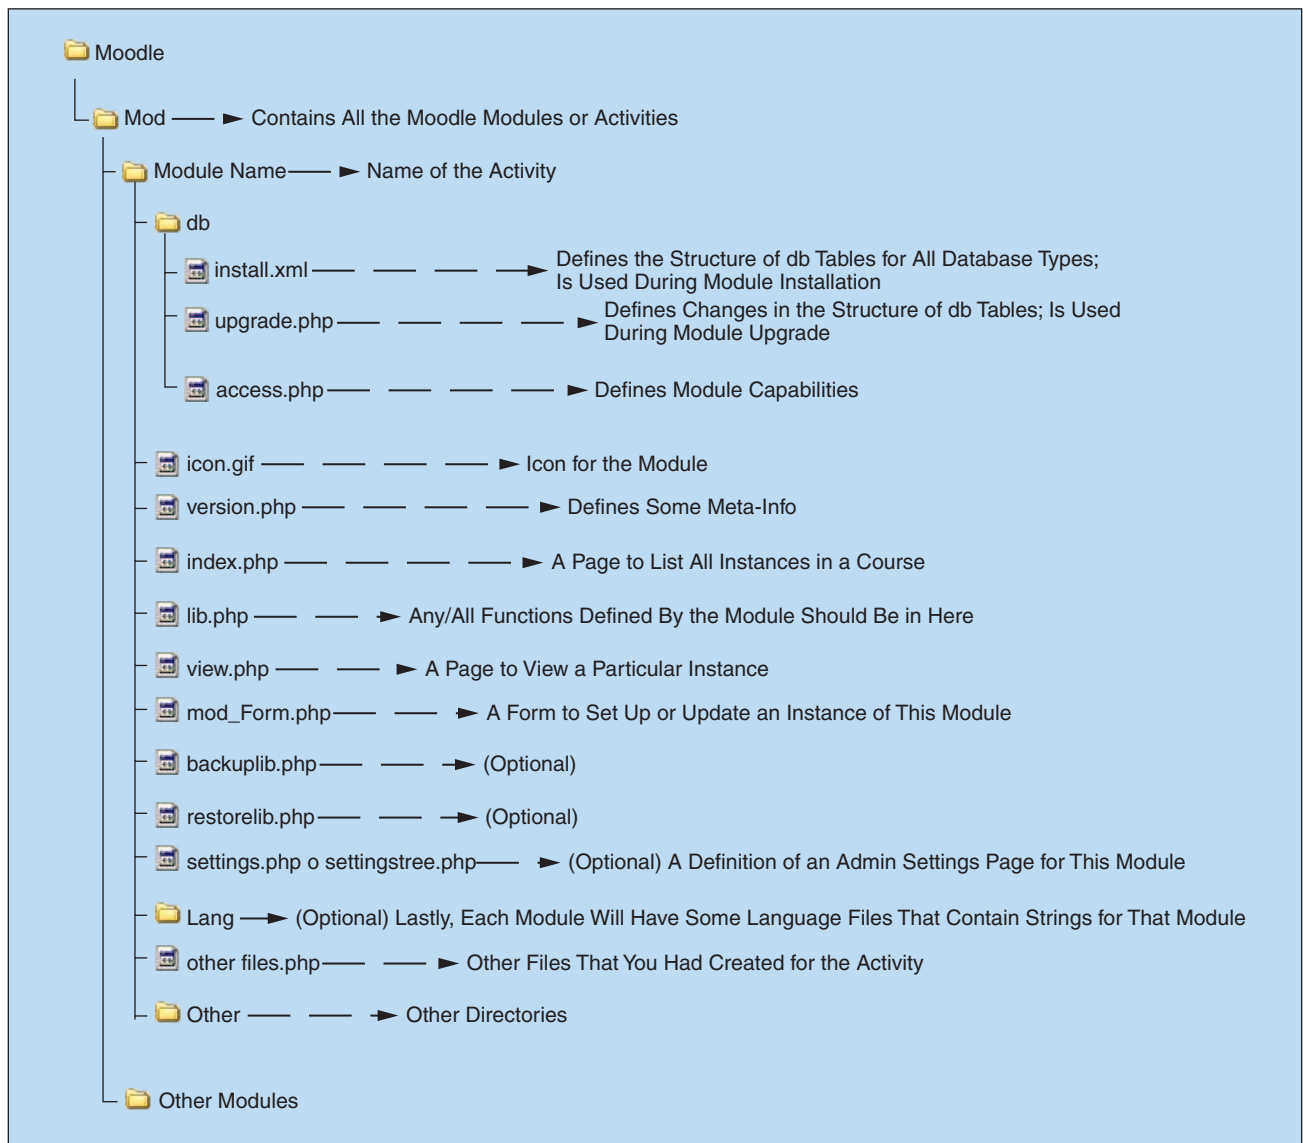 Moodle
Mod Contains All the Moodle Modules or Activities
Module Name Name of the Activity
db
install.xml Defines the Structure of db Tables for All Database Types;
Is Used During Module Installation
upgrade.php Defines Changes in the Structure of db Tables; Is Used
During Module Upgrade
access.php Defines Module Capabilities
icon.gif Icon for the Module
version.php Defines Some Meta-Info
index.php A Page to List All Instances in a Course
lib.php Any/All Functions Defined By the Module Should Be in Here
view.php A Page to View a Particular Instance
mod_Form.php A Form to Set Up or Update an Instance of This Module
backuplib.php (Optional)
restorelib.php (Optional)
settings.php o settingstree.php (Optional) A Definition of an Admin Settings Page for This Module
Lang (Optional) Lastly, Each Module Will Have Some Language Files That Contain Strings for That Module
other files.php Other Files That You Had Created for the Activity
Other Other Directories
Other Modules